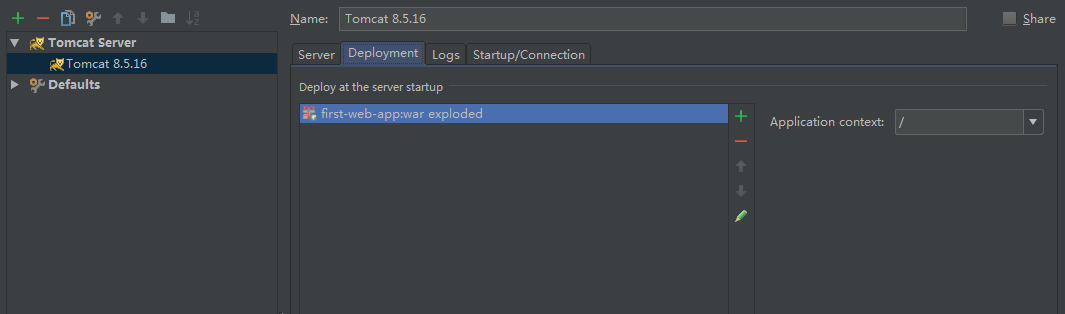 Name: Tomcat 8.5.16 Share
Tomcat Server
Tomcat 8.5.16
Defaults
Server Deployment Logs Startup/Connection
Deploy at the server startup
first-web-app:war exploded
Application context: /